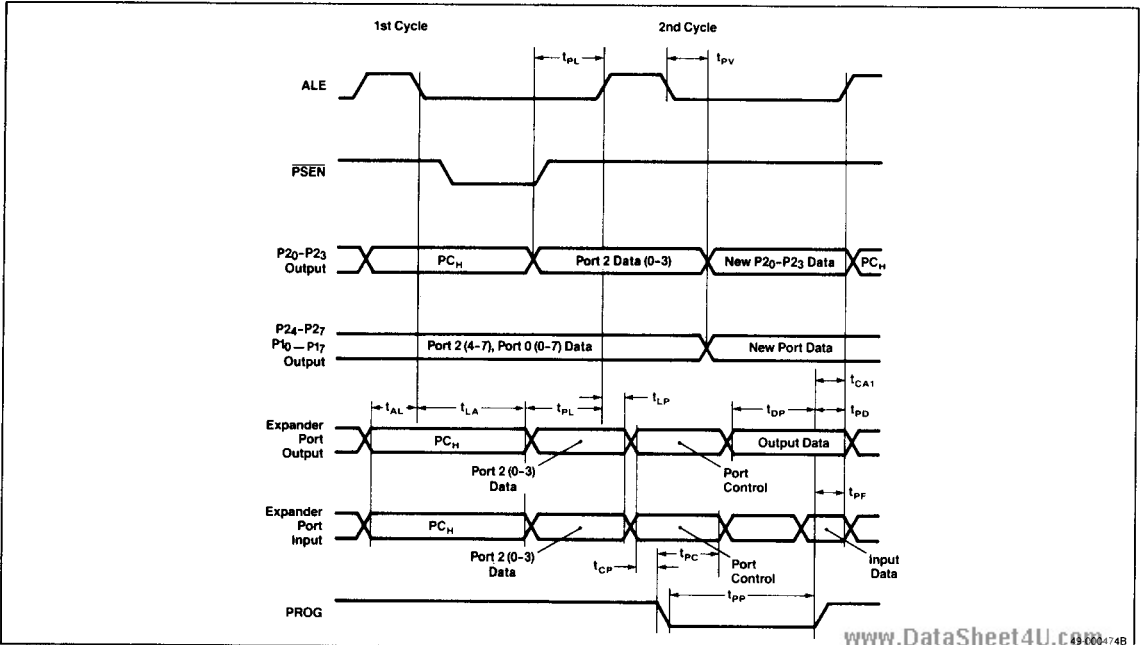 1st Cycle 2nd Cycle
tPL tPV
ALE
PSEN
P20–P23
Output
PCH Port 2 Data (0–3) New P20–P23 Data PCH
P24–P27
P10—P17
Output
Port 2 (4–7), Port 0 (0–7) Data New Port Data
tCA1
tAL tLA tPL tLP tDP tPD
Expander
Port
Output
PCH Output Data
Port 2 (0–3)
Data
Port
Control
tPF
Expander
Port
Input
PCH
Port 2 (0–3)
Data
tCP tPC
Port
Control
Input
Data
tPP
PROG
www.DataSheet4U.com
49-000474B